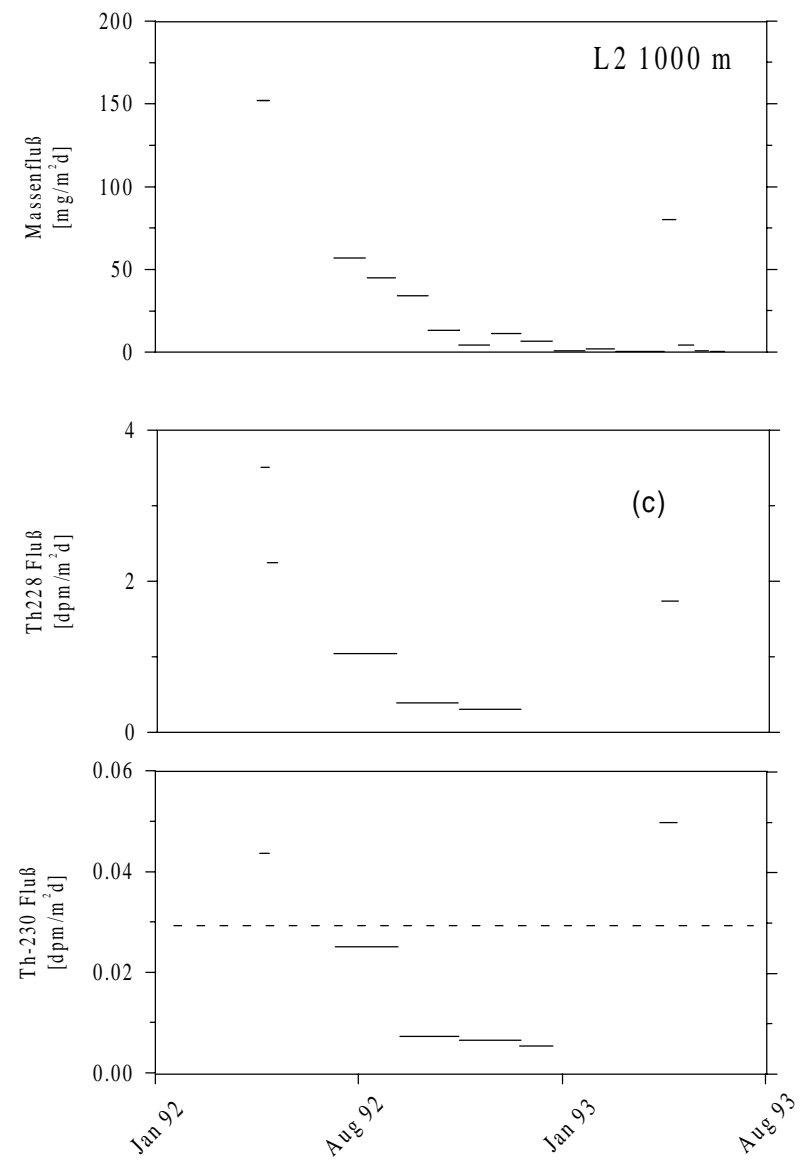 L2 1000 m
Massenfluß
[mg/m²d]
200
150
100
50
0
(c)
Th228 Fluß
[dpm/m²d]
4
2
0
Th-230 Fluß
[dpm/m²d]
0.06
0.04
0.02
0.00
Jan 92
Aug 92
Jan 93
Aug 93